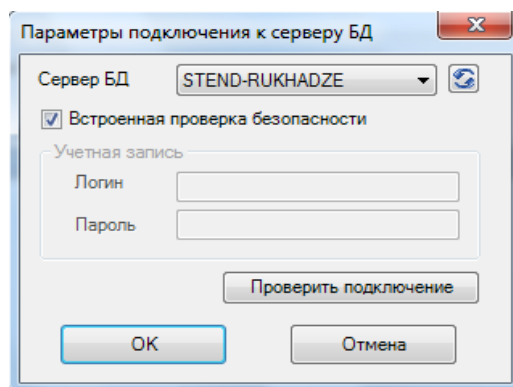 Параметры подключения к серверу БД
Сервер БД STEND-RUKHADZE
Встроенная проверка безопасности
Учетная запись
Логин
Пароль
Проверить подключение
OK Отмена